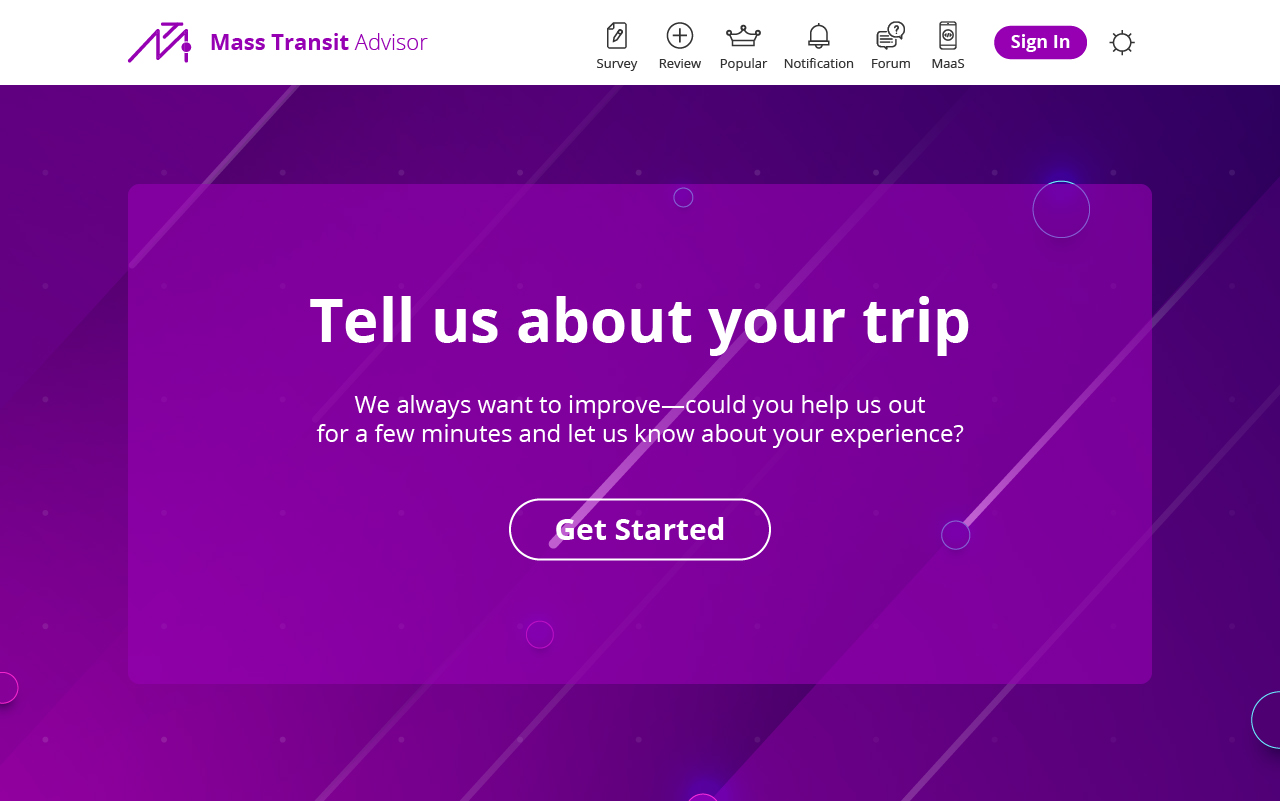 Mass Transit Advisor
Survey
Review
Popular
Notification
Forum
MaaS
Sign In
Tell us about your trip
We always want to improve—could you help us out
for a few minutes and let us know about your experience?
Get Started